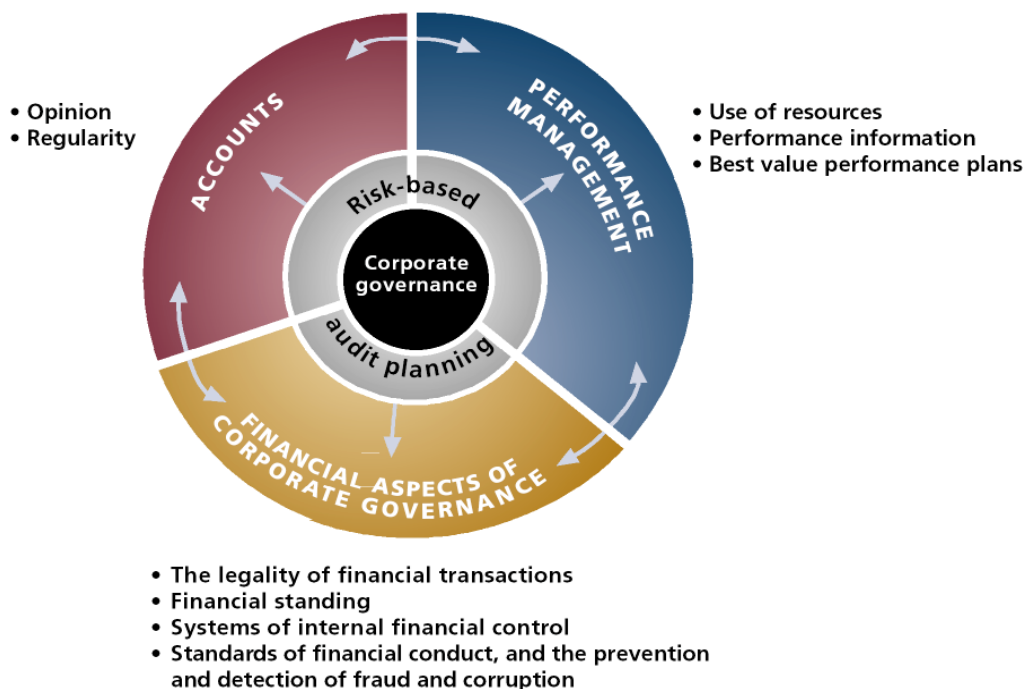 ACCOUNTS
• Opinion
• Regularity
PERFORMANCE
MANAGEMENT
• Use of resources
• Performance information
• Best value performance plans
Risk-based
audit planning
Corporate
governance
FINANCIAL ASPECTS OF
CORPORATE GOVERNANCE
• The legality of financial transactions
• Financial standing
• Systems of internal financial control
• Standards of financial conduct, and the prevention
and detection of fraud and corruption